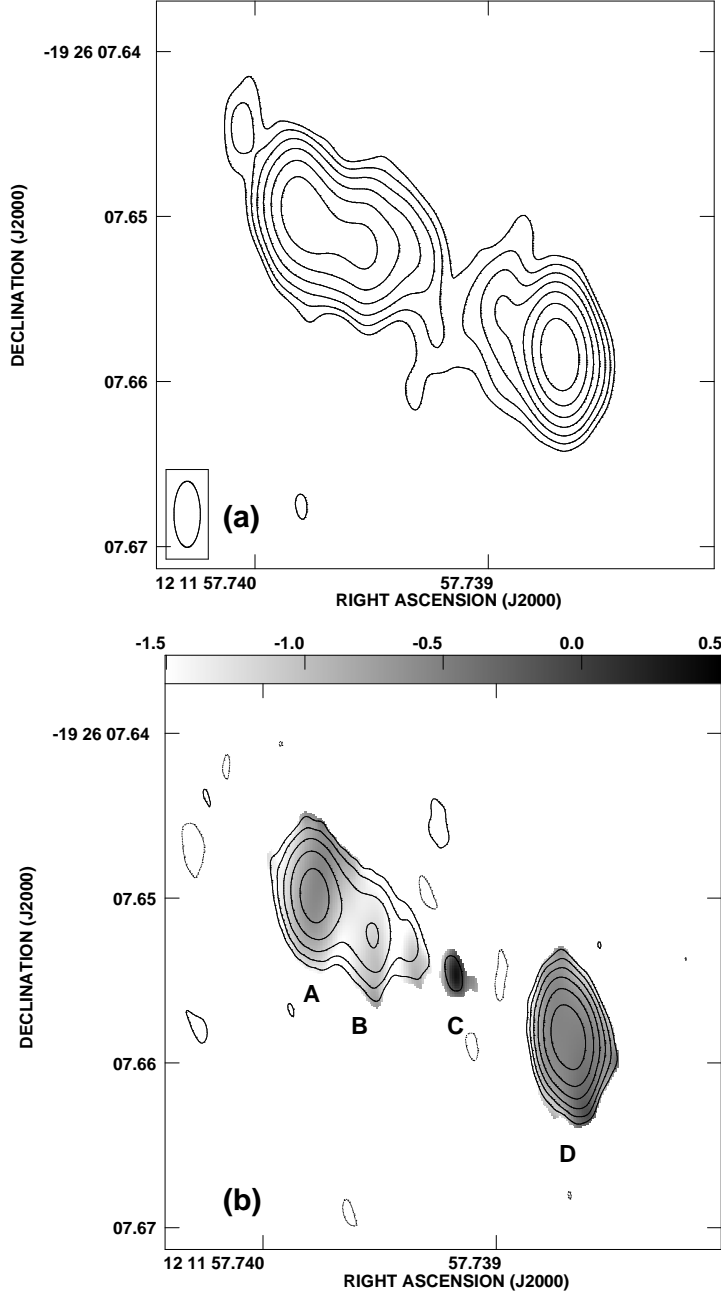 -19 26 07.64
07.65
07.66
07.67
DECLINATION (J2000)
(a)
12 11 57.740 57.739
RIGHT ASCENSION (J2000)
-1.5 -1.0 -0.5 0.0 0.5
-19 26 07.64
07.65
07.66
07.67
DECLINATION (J2000)
A
B
C
D
(b)
12 11 57.740 57.739
RIGHT ASCENSION (J2000)